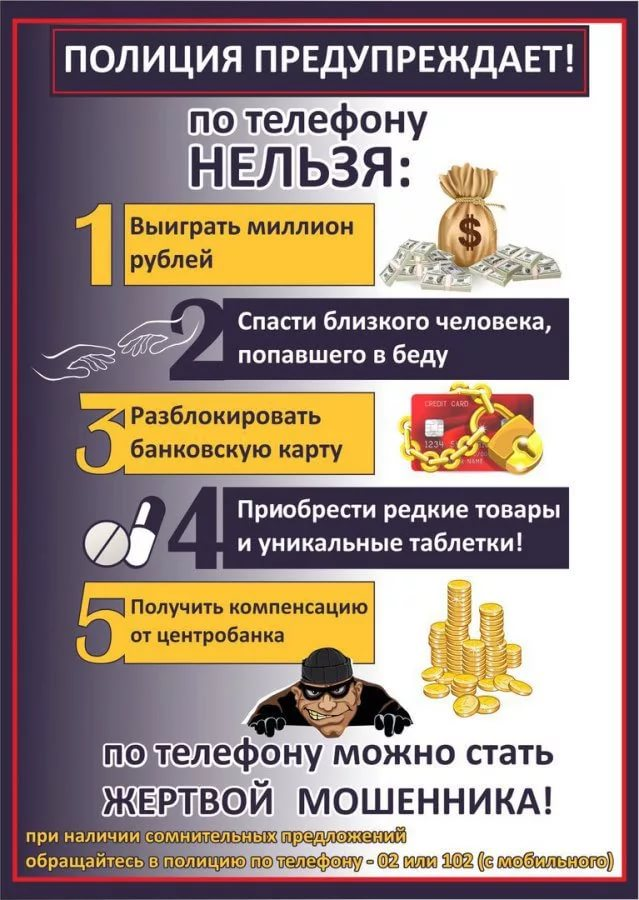 ПОЛИЦИЯ ПРЕДУПРЕЖДАЕТ!
по телефону
НЕЛЬЗЯ:
1 Выиграть миллион
рублей
$
2 Спасти близкого человека,
попавшего в беду
3 Разблокировать
банковскую карту
CREDIT CARD
1234
NAME
4 Приобрести редкие товары
и уникальные таблетки!
5 Получить компенсацию
от центробанка
по телефону можно стать
ЖЕРТВОЙ МОШЕННИКА!
при наличии сомнительных предложений
обращайтесь в полицию по телефону - 02 или 102 (с мобильного)